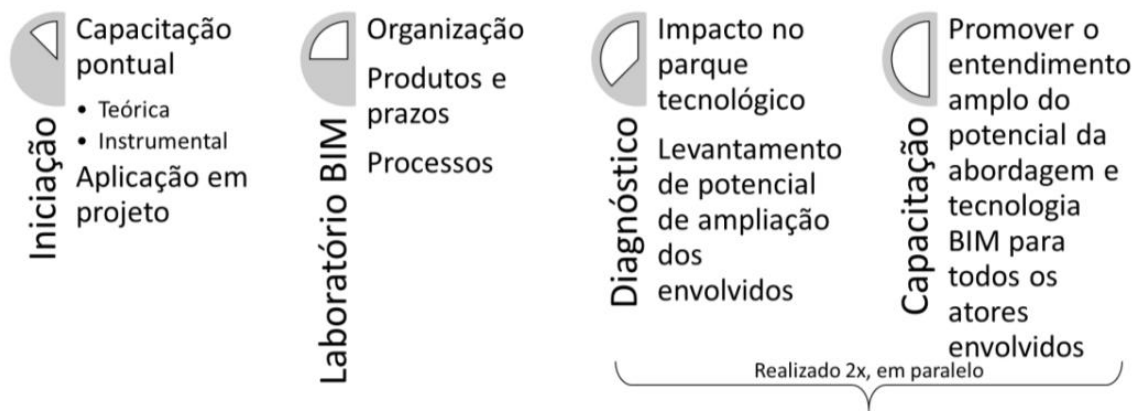 Iniciação
Capacitação
pontual
• Teórica
• Instrumental
Aplicação em
projeto
Laboratório BIM
Organização
Produtos e
prazos
Processos
Diagnóstico
Impacto no
parque
tecnológico
Levantamento
de potencial
de ampliação
dos
envolvidos
Capacitação
Promover o
entendimento
amplo do
potencial da
abordagem e
tecnologia
BIM para
todos os
atores
envolvidos
Realizado 2x, em paralelo